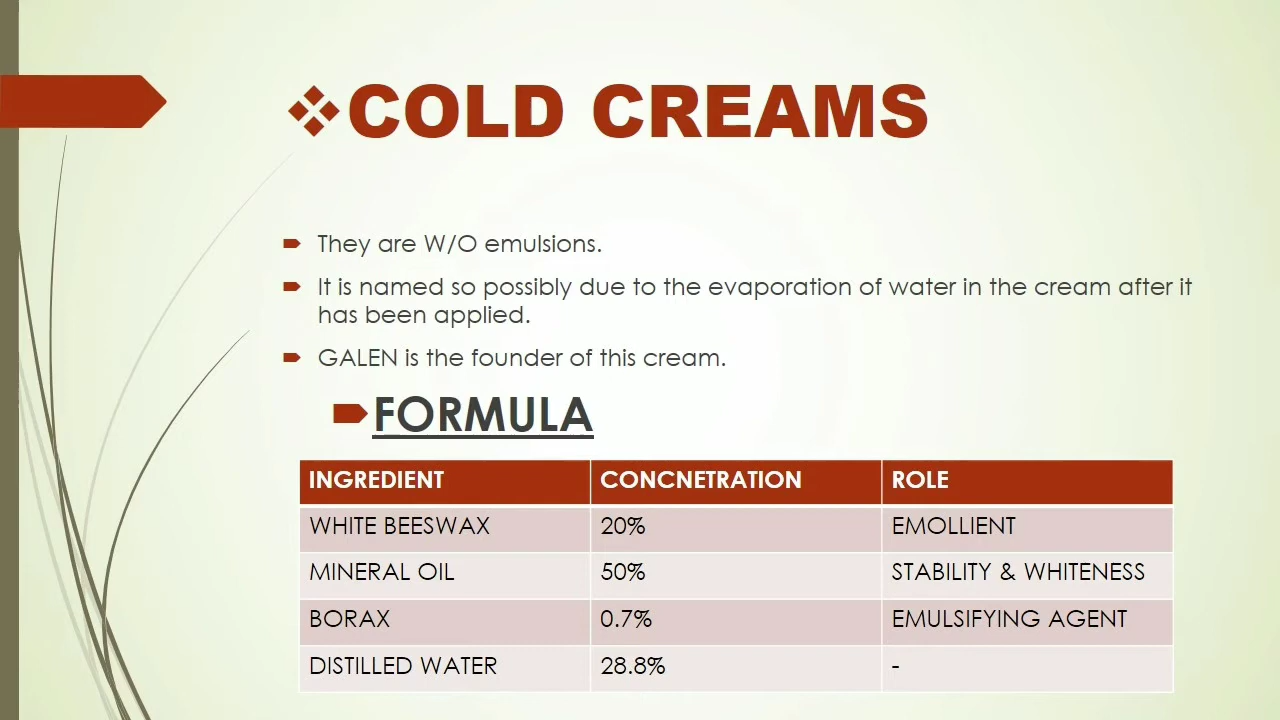 ❖COLD CREAMS
They are W/O emulsions.
It is named so possibly due to the evaporation of water in the cream after it
has been applied.
GALEN is the founder of this cream.
FORMULA
INGREDIENT CONCNETRATION ROLE
WHITE BEESWAX 20% EMOLLIENT
MINERAL OIL 50% STABILITY & WHITENESS
BORAX 0.7% EMULSIFYING AGENT
DISTILLED WATER 28.8% -